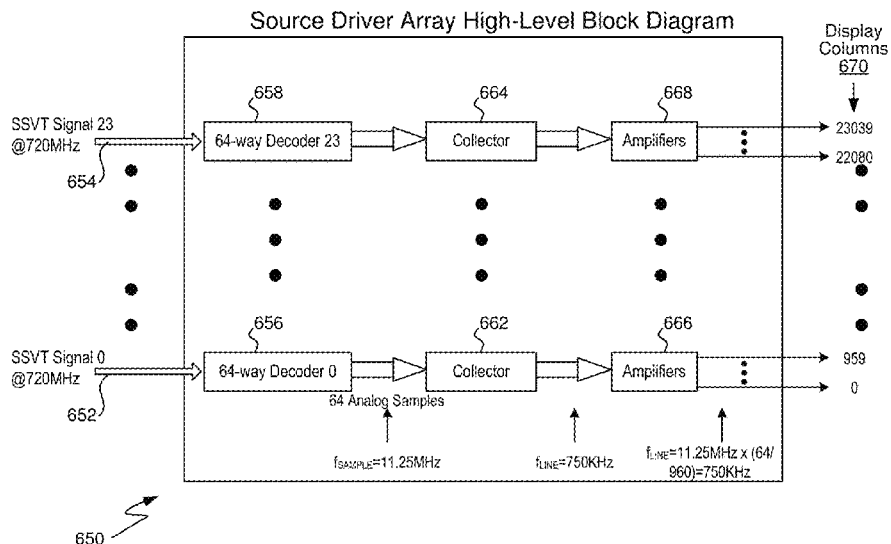 Source Driver Array High-Level Block Diagram
Display
Columns
670
658
664
668
SSVT Signal 23
@720MHz
64-way Decoder 23
Collector
Amplifiers
23039
22080
654
656
662
666
SSVT Signal 0
@720MHz
64-way Decoder 0
Collector
Amplifiers
959
0
652
64 Analog Samples
fSAMPLE=11.25MHz
fLINE=750KHz
fLINE=11.25MHz x (64/
960)=750KHz
650